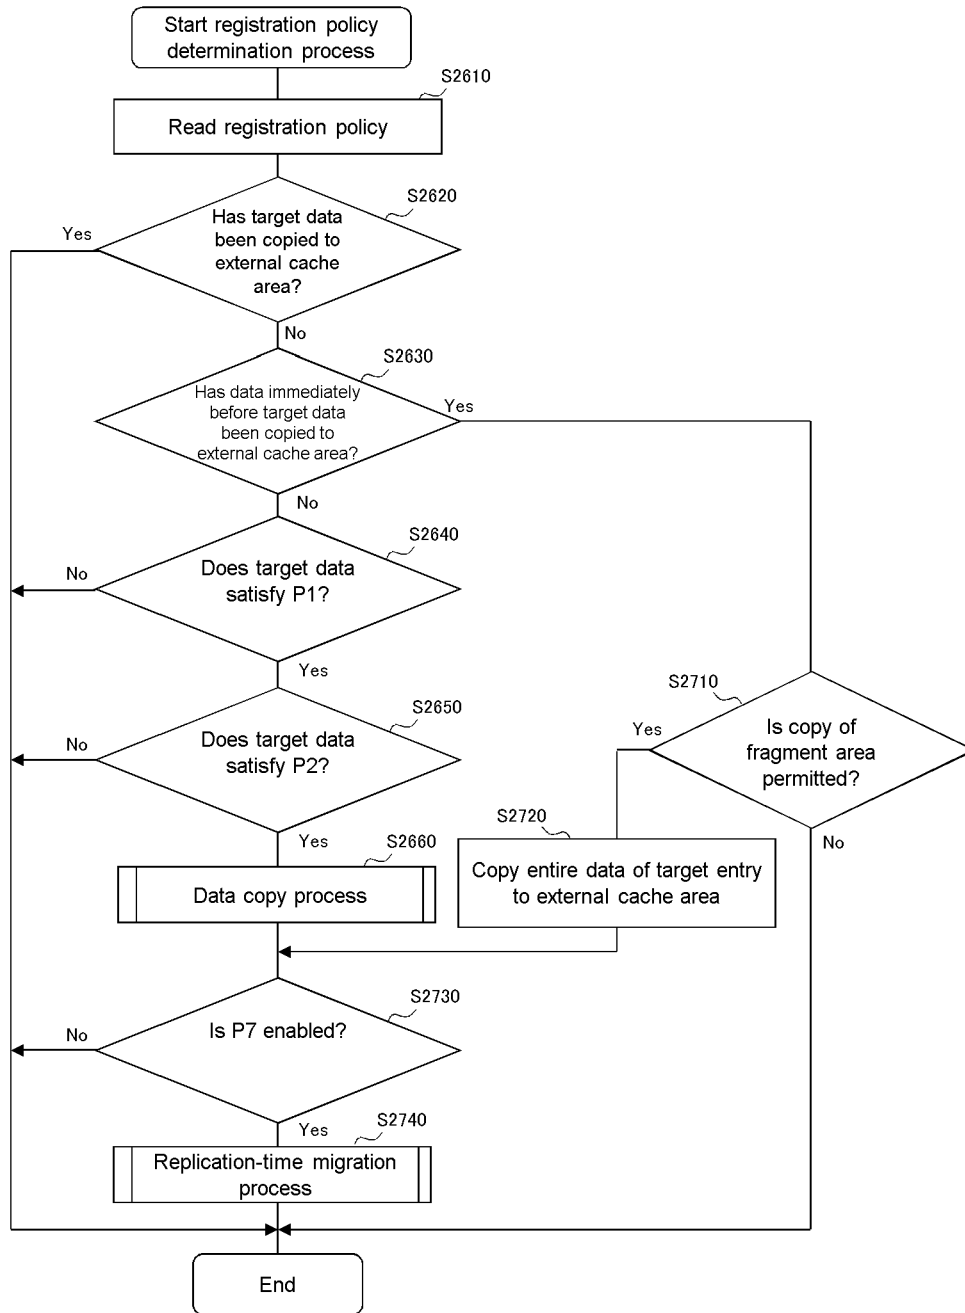 Start registration policy
determination process
S2610
Read registration policy
S2620
Has target data
been copied to
external cache
area?
Yes
No
S2630
Has data immediately
before target data
been copied to
external cache area?
Yes
No
S2640
Does target data
satisfy P1?
No
Yes
S2650
Does target data
satisfy P2?
No
Yes
S2710
Is copy of
fragment area
permitted?
Yes
No
S2660
Data copy process
S2720
Copy entire data of target entry
to external cache area
S2730
Is P7 enabled?
No
Yes
S2740
Replication-time migration
process
End